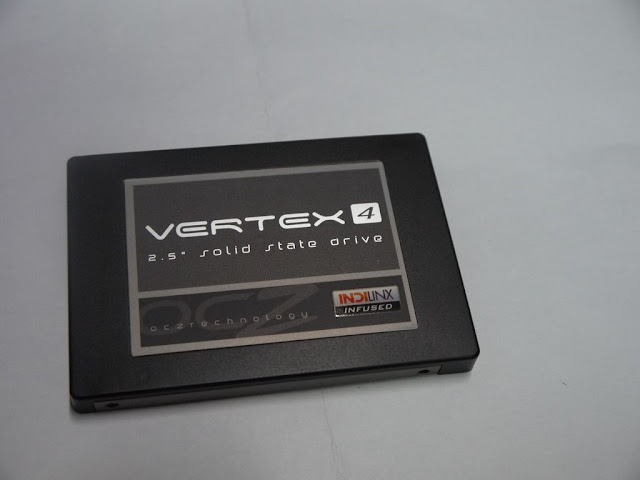 VERTEX 4
2.5" solid state drive
OCZ
OCZTechnology
INDILINX
INFUSED